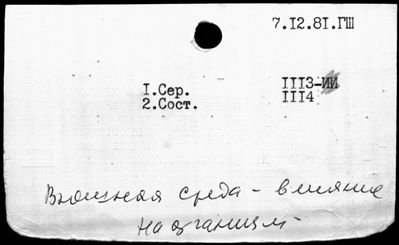 7.12.81.ГШ
1.Сер. III3-ИИ
2.Сост. III4
Внешняя среда - влияние
на организм -